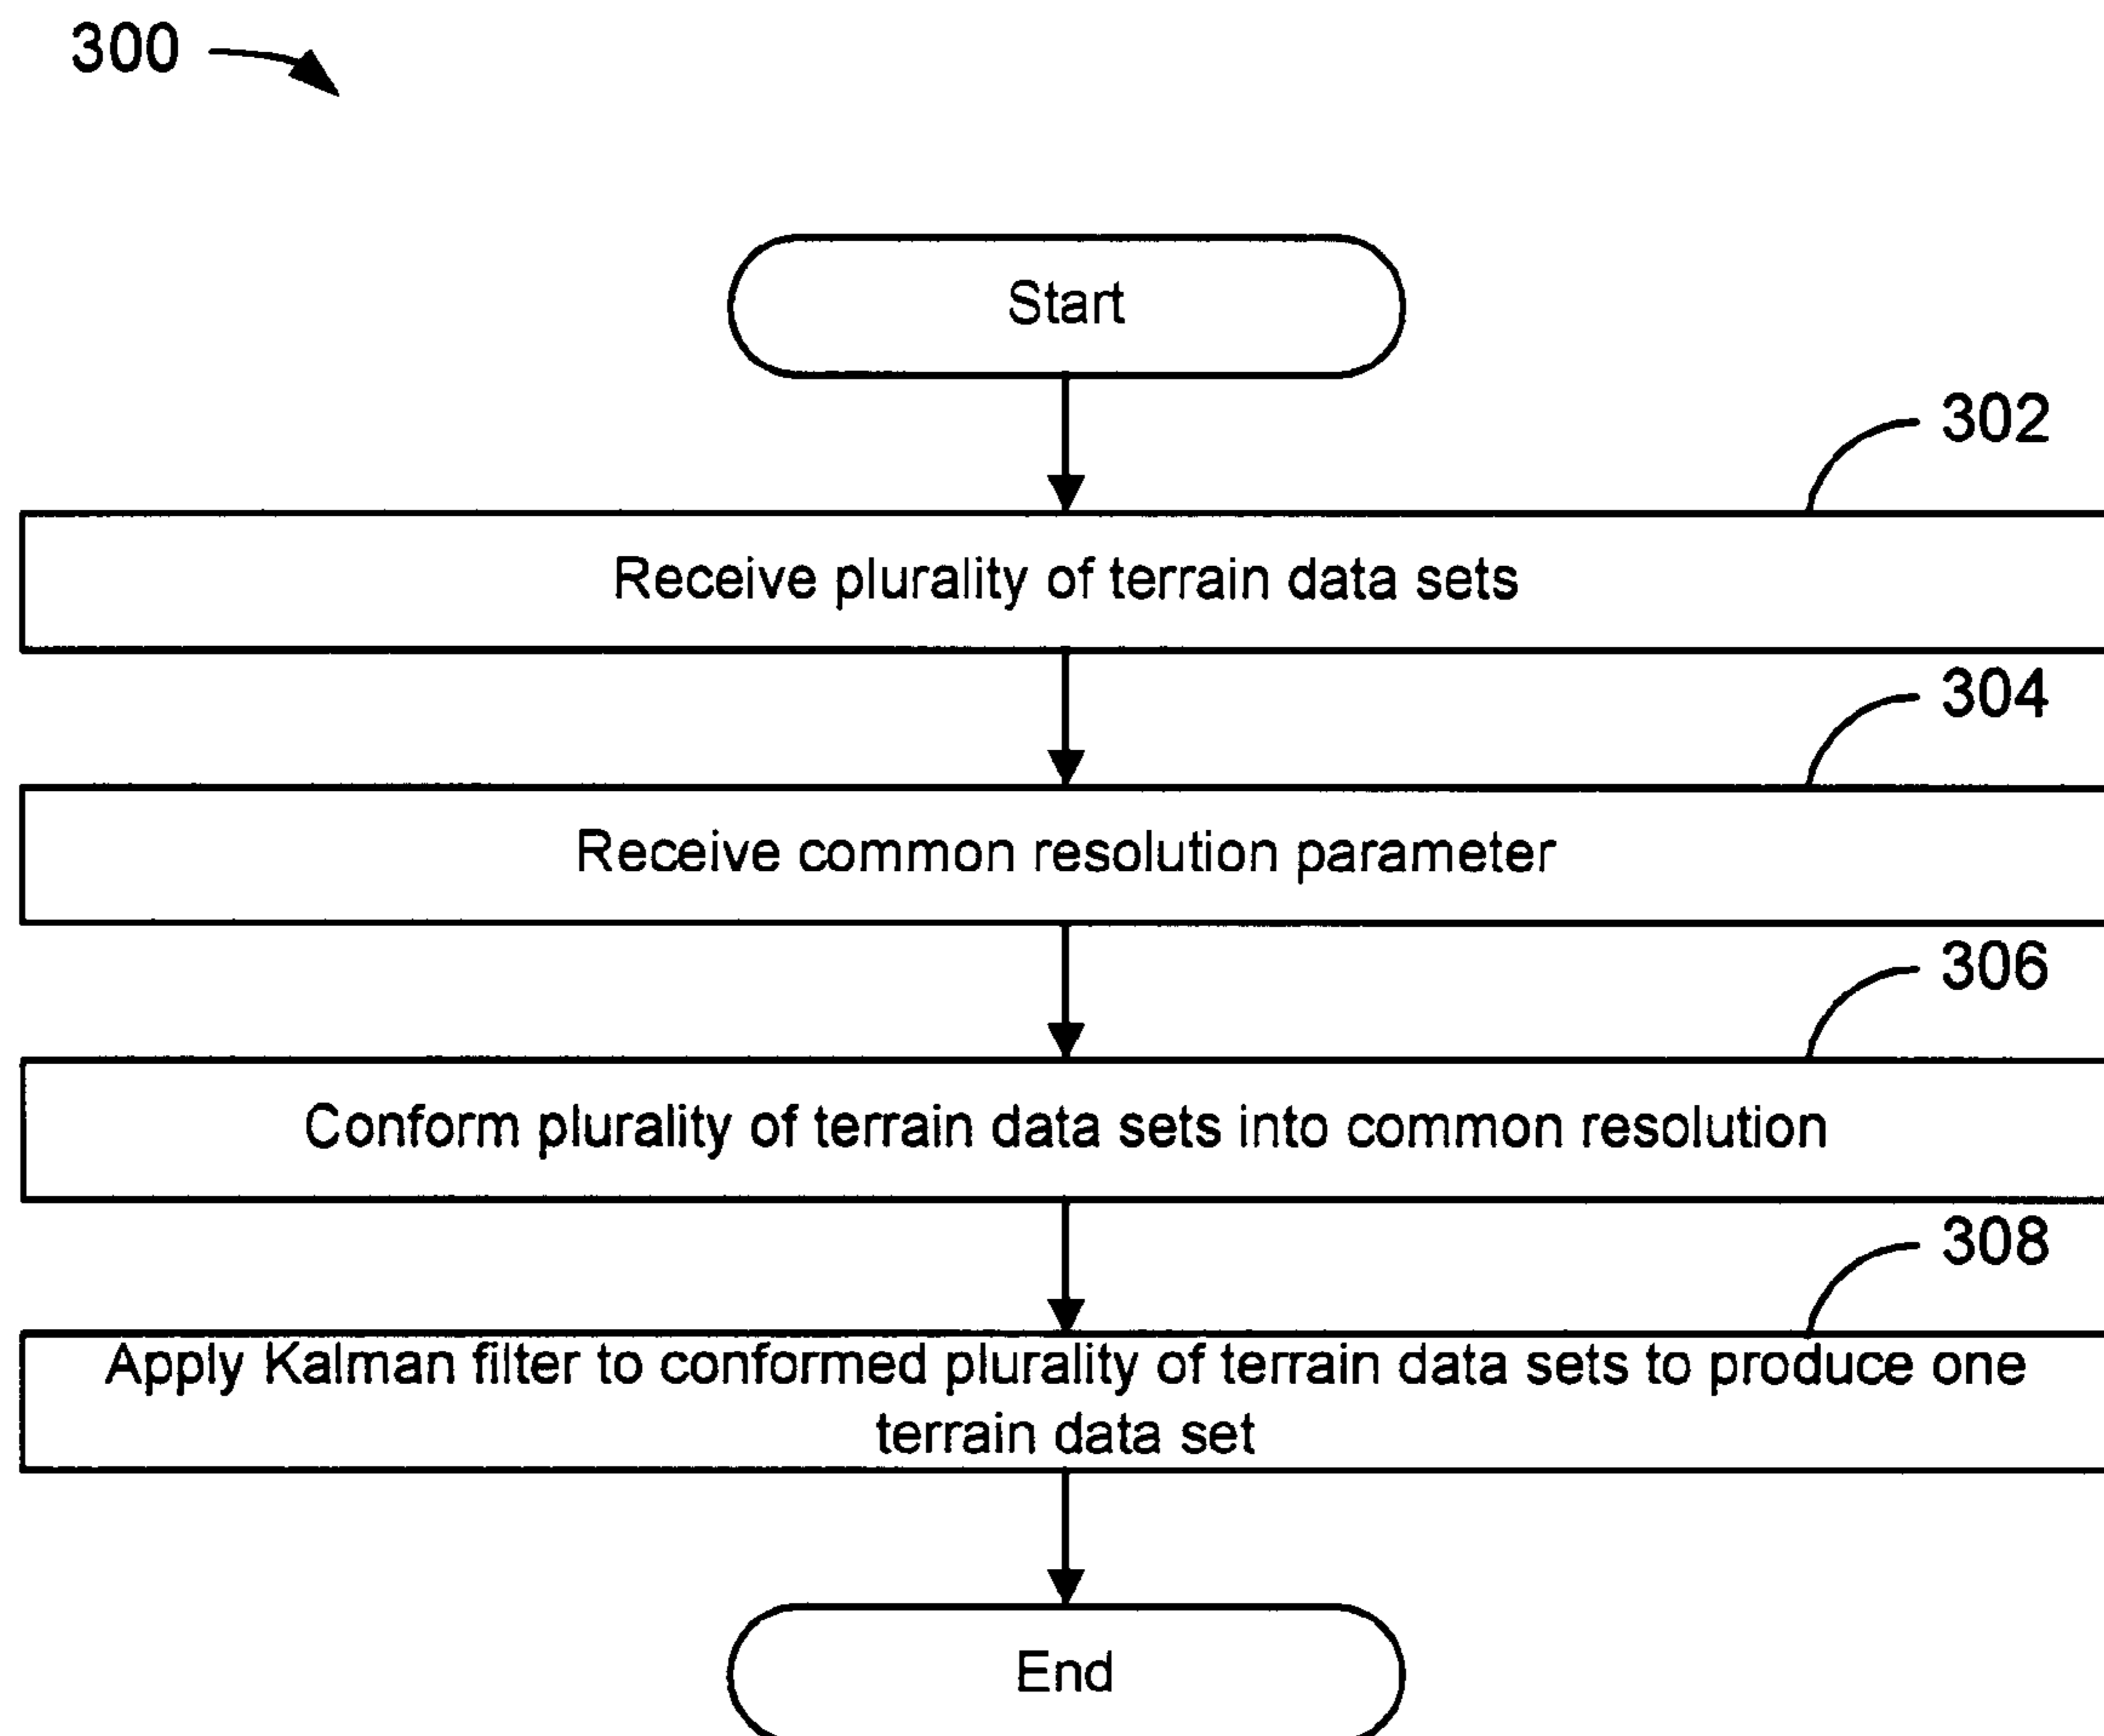 300
Start
302
Receive plurality of terrain data sets
304
Receive common resolution parameter
306
Conform plurality of terrain data sets into common resolution
308
Apply Kalman filter to conformed plurality of terrain data sets to produce one
terrain data set
End